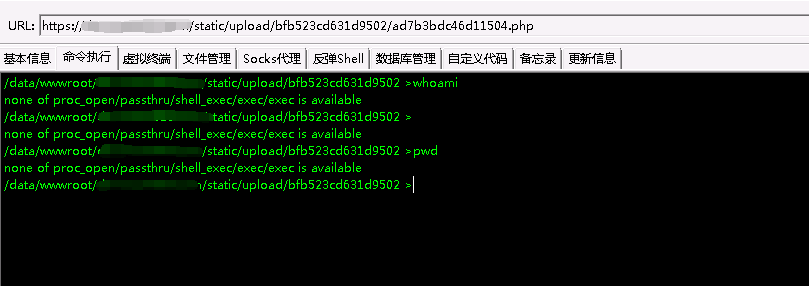 URL: https:// /static/upload/bfb523cd631d9502/ad7b3bdc46d11504.php
基本信息 命令执行 虚拟终端 文件管理 Socks代理 反弹Shell 数据库管理 自定义代码 备忘录 更新信息
/data/wwwroot/ /static/upload/bfb523cd631d9502 >whoami
none of proc_open/passthru/shell_exec/exec/exec is available
/data/wwwroot/ /static/upload/bfb523cd631d9502 >
none of proc_open/passthru/shell_exec/exec/exec is available
/data/wwwroot/ /static/upload/bfb523cd631d9502 >pwd
none of proc_open/passthru/shell_exec/exec/exec is available
/data/wwwroot/ /static/upload/bfb523cd631d9502 >